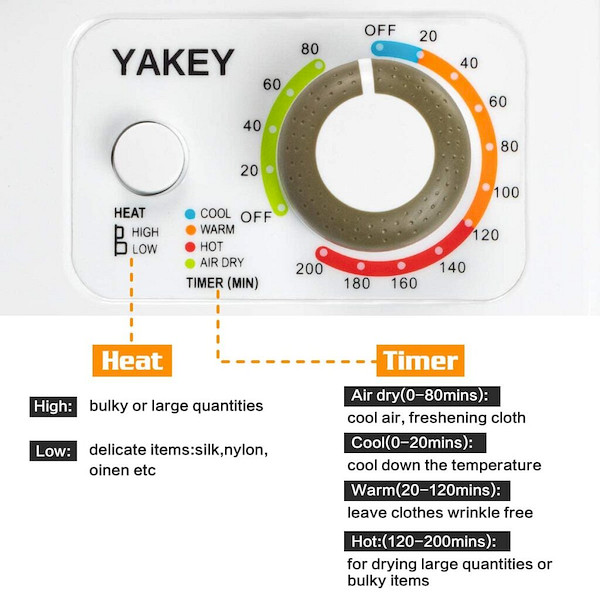 YAKEY
OFF
20
40
60
80
100
120
140
160
180
200
80
60
40
20
OFF
HEAT
HIGH
LOW
COOL
WARM
HOT
AIR DRY
TIMER (MIN)
Heat
High: bulky or large quantities
Low: delicate items:silk,nylon,
oinen etc
Timer
Air dry(0-80mins):
cool air, freshening cloth
Cool(0-20mins):
cool down the temperature
Warm(20-120mins):
leave clothes wrinkle free
Hot:(120-200mins):
for drying large quantities or
bulky items